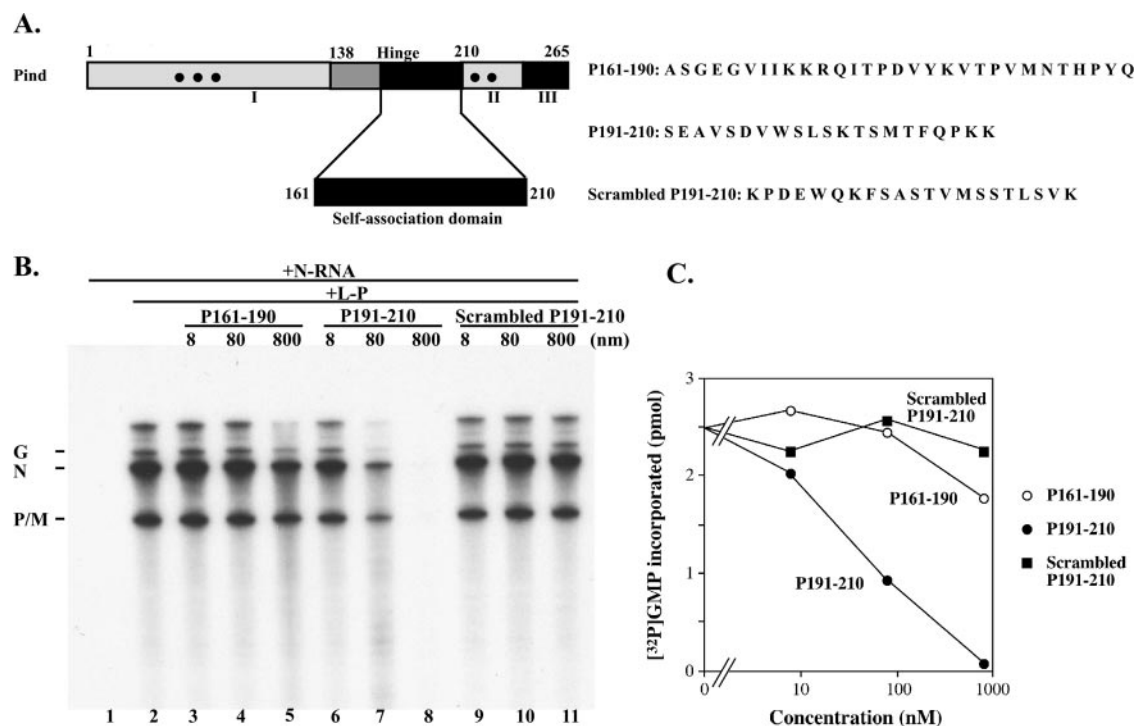 A.
1 138 Hinge 210 265
Pind
I II III
161 210
Self-association domain
P161-190: A S G E G V I I K K R Q I T P D V Y K V T P V M N T H P Y Q
P191-210: S E A V S D V W S L S K T S M T F Q P K K
Scrambled P191-210: K P D E W Q K F S A S T V M S S T L S V K
B.
+N-RNA
+L-P
P161-190 P191-210 Scrambled P191-210
8 80 800 8 80 800 8 80 800 (nm)
G
N
P/M
1 2 3 4 5 6 7 8 9 10 11
C.
[³²P]GMP incorporated (pmol)
3
2
1
0
0 10 100 1000
Concentration (nM)
Scrambled
P191-210
P161-190
P191-210
P161-190
P191-210
Scrambled
P191-210